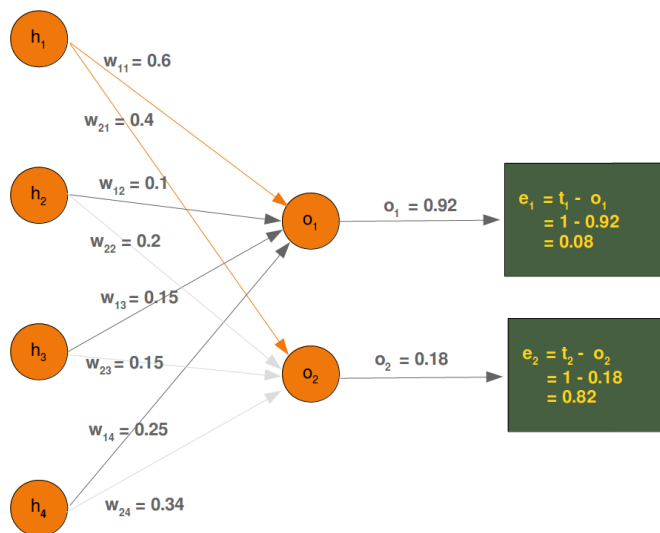 h₁
w₁₁ = 0.6
w₂₁ = 0.4
h₂
w₁₂ = 0.1
w₂₂ = 0.2
o₁
o₁ = 0.92
e₁ = t₁ - o₁
= 1 - 0.92
= 0.08
h₃
w₁₃ = 0.15
w₂₃ = 0.15
o₂
o₂ = 0.18
e₂ = t₂ - o₂
= 1 - 0.18
= 0.82
w₁₄ = 0.25
h₄
w₂₄ = 0.34